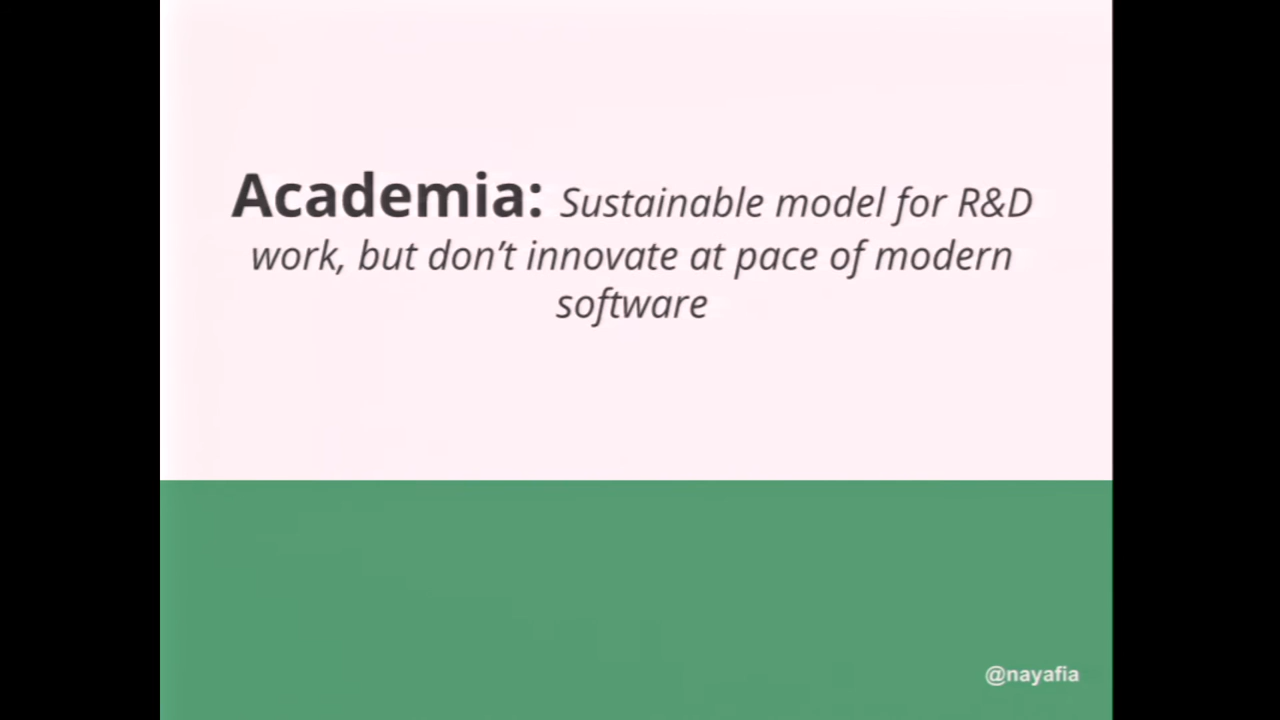 Academia: Sustainable model for R&D
work, but don’t innovate at pace of modern
software
@nayafia